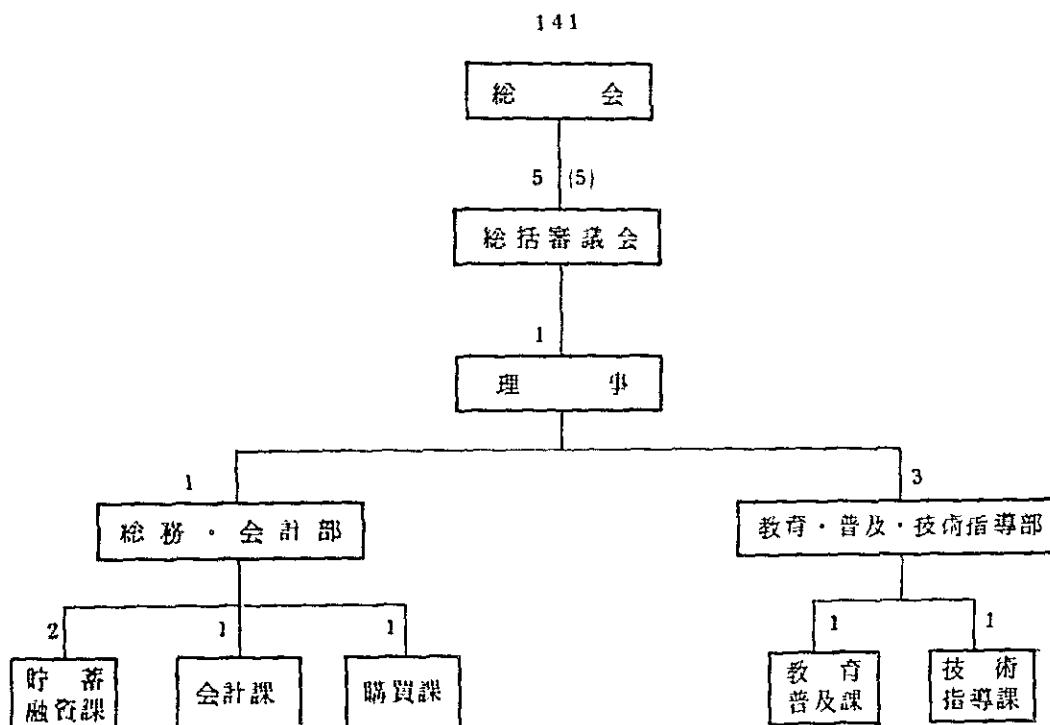 141
総会
5 (5)
総括審議会
1
理事
1 3
総務・会計部 教育・普及・技術指導部
2 1 1 1 1
貯蓄 会計課 購買課 教育 技術
融資課 普及課 指導課